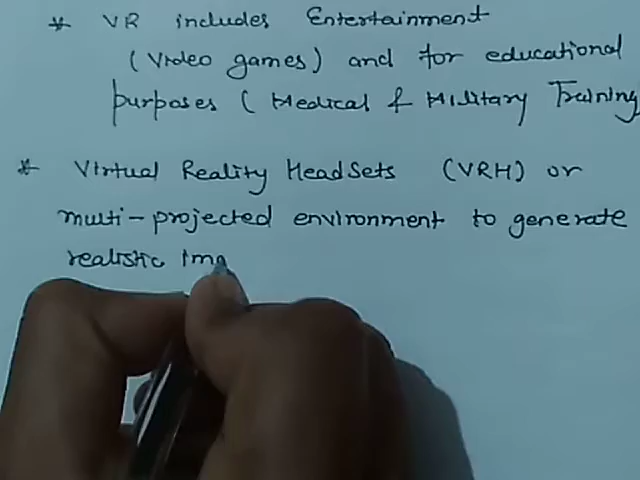 * VR includes Entertainment
(Video games) and for educational
purposes ( Medical & Military Training
* Virtual Reality HeadSets (VRH) or
multi-projected environment to generate
realistic ima